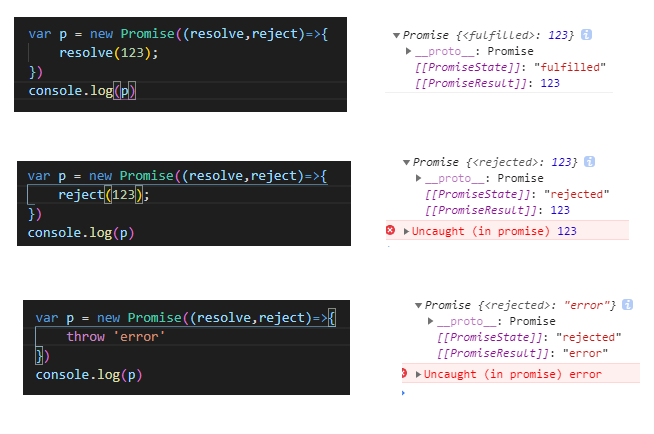 var p = new Promise((resolve,reject)=>{
resolve(123);
})
console.log(p)
Promise {<fulfilled>: 123} i
__proto__: Promise
[[PromiseState]]: "fulfilled"
[[PromiseResult]]: 123
var p = new Promise((resolve,reject)=>{
reject(123);
})
console.log(p)
Promise {<rejected>: 123} i
__proto__: Promise
[[PromiseState]]: "rejected"
[[PromiseResult]]: 123
Uncaught (in promise) 123
var p = new Promise((resolve,reject)=>{
throw 'error'
})
console.log(p)
Promise {<rejected>: "error"} i
__proto__: Promise
[[PromiseState]]: "rejected"
[[PromiseResult]]: "error"
Uncaught (in promise) error